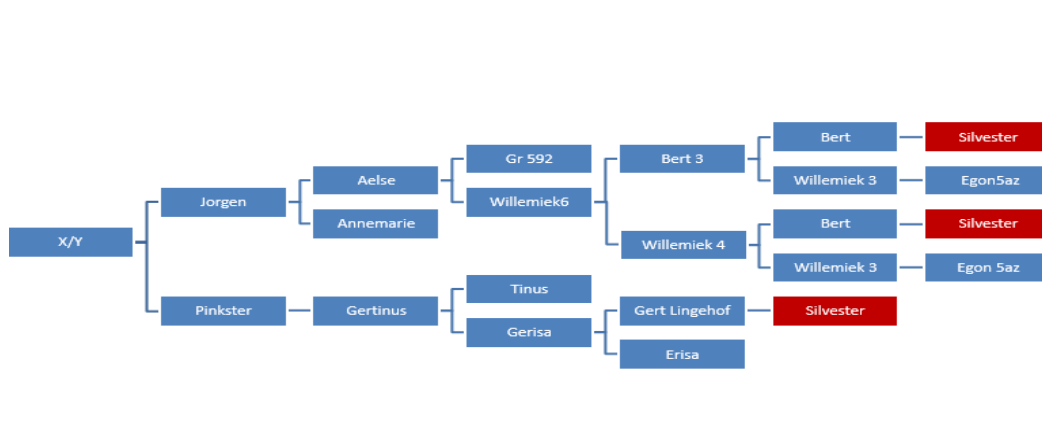 Bert
Silvester
Gr 592
Bert 3
Aelse
Willemiek 3
Egon5az
Jorgen
Willemiek6
Annemarie
Bert
Silvester
X/Y
Willemiek 4
Willemiek 3
Egon 5az
Tinus
Pinkster
Gertinus
Gert Lingehof
Silvester
Gerisa
Erisa